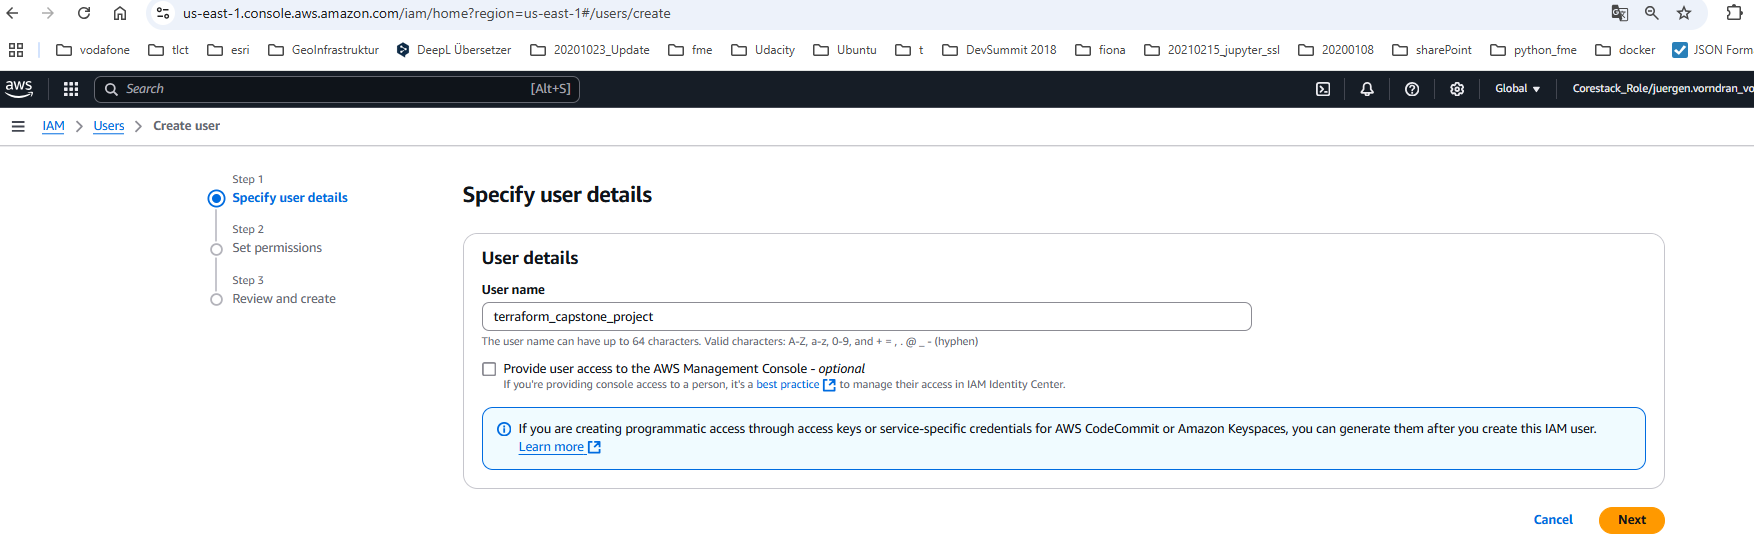 us-east-1.console.aws.amazon.com/iam/home?region=us-east-1#/users/create
vodafone tlct esri GeoInfrastruktur DeepL Übersetzer 20201023_Update fme Udacity Ubuntu t DevSummit 2018 fiona 20210215_jupyter_ssl 20200108 sharePoint python_fme docker JSON Form
aws Search [Alt+S] Global Corestack_Role/juergen.vorndran_vo
IAM Users Create user
Step 1
Specify user details
Step 2
Set permissions
Step 3
Review and create
Specify user details
User details
User name
terraform_capstone_project
The user name can have up to 64 characters. Valid characters: A-Z, a-z, 0-9, and + = , . @ _ - (hyphen)
Provide user access to the AWS Management Console - optional
If you're providing console access to a person, it's a best practice to manage their access in IAM Identity Center.
If you are creating programmatic access through access keys or service-specific credentials for AWS CodeCommit or Amazon Keyspaces, you can generate them after you create this IAM user.
Learn more
Cancel Next